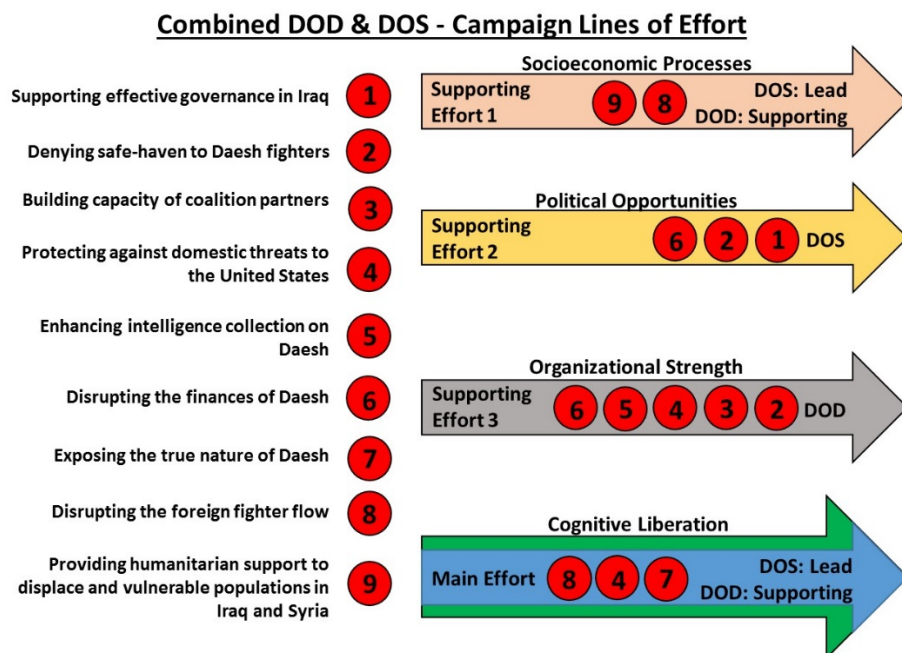 Combined DOD & DOS - Campaign Lines of Effort
Supporting effective governance in Iraq
1
Denying safe-haven to Daesh fighters
2
Building capacity of coalition partners
3
Protecting against domestic threats to
the United States
4
Enhancing intelligence collection on
Daesh
5
Disrupting the finances of Daesh
6
Exposing the true nature of Daesh
7
Disrupting the foreign fighter flow
8
Providing humanitarian support to
displace and vulnerable populations in
Iraq and Syria
9
Socioeconomic Processes
Supporting
Effort 1
9 8
DOS: Lead
DOD: Supporting
Political Opportunities
Supporting
Effort 2
6 2 1 DOS
Organizational Strength
Supporting
Effort 3
6 5 4 3 2 DOD
Cognitive Liberation
Main Effort
8 4 7
DOS: Lead
DOD: Supporting